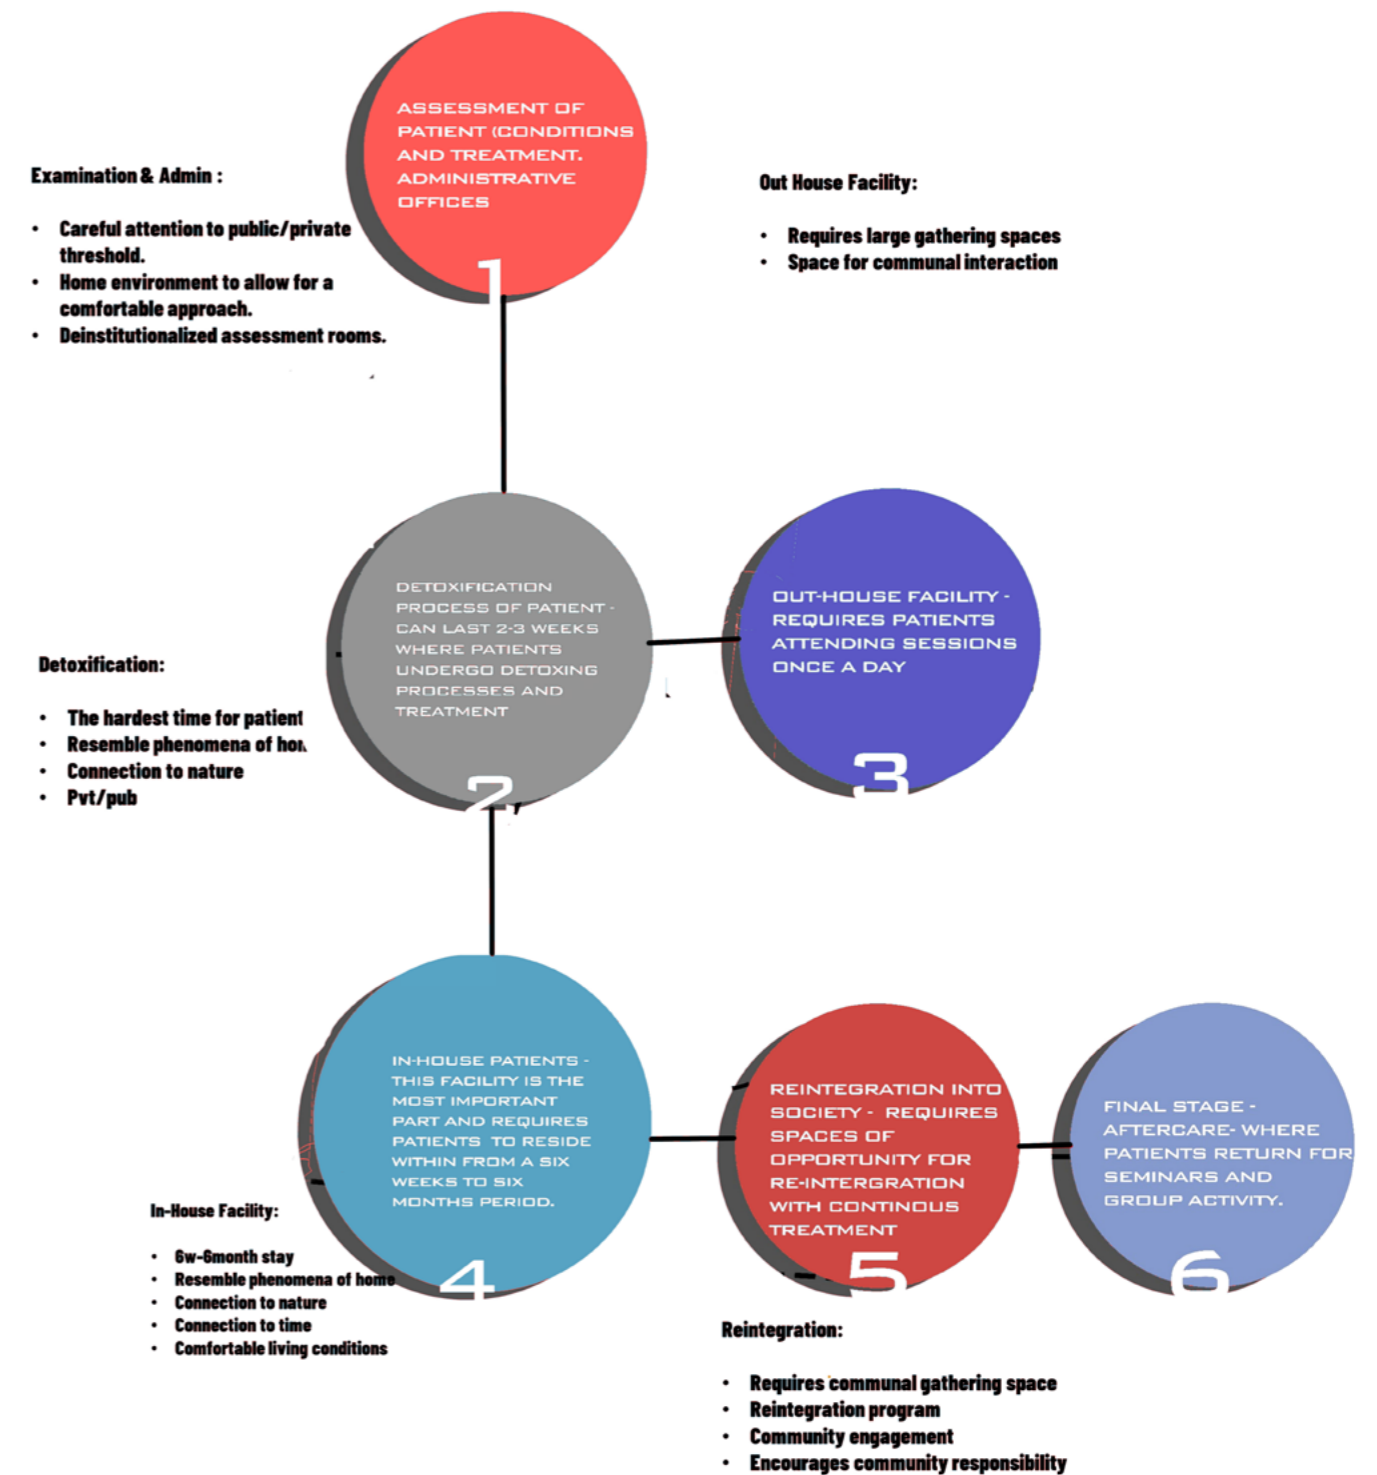 ASSESSMENT OF
PATIENT (CONDITIONS
AND TREATMENT.
ADMINISTRATIVE
OFFICES
1
Examination & Admin :
• Careful attention to public/private
threshold.
• Home environment to allow for a
comfortable approach.
• Deinstitutionalized assessment rooms.
Out House Facility:
• Requires large gathering spaces
• Space for communal interaction
DETOXIFICATION
PROCESS OF PATIENT -
CAN LAST 2-3 WEEKS
WHERE PATIENTS
UNDERGO DETOXING
PROCESSES AND
TREATMENT
2
OUT-HOUSE FACILITY -
REQUIRES PATIENTS
ATTENDING SESSIONS
ONCE A DAY
3
Detoxification:
• The hardest time for patient
• Resemble phenomena of
• Connection to nature
• Pvt/pub
IN-HOUSE PATIENTS -
THIS FACILITY IS THE
MOST IMPORTANT
PART AND REQUIRES
PATIENTS TO RESIDE
WITHIN FROM A SIX
WEEKS TO SIX
MONTHS PERIOD.
4
REINTEGRATION INTO
SOCIETY - REQUIRES
SPACES OF
OPPORTUNITY FOR
RE-INTERGRATION
WITH CONTINOUS
TREATMENT
5
FINAL STAGE -
AFTERCARE- WHERE
PATIENTS RETURN FOR
SEMINARS AND
GROUP ACTIVITY.
6
In-House Facility:
• 6w-6month stay
• Resemble phenomena of home
• Connection to nature
• Connection to time
• Comfortable living conditions
Reintegration:
• Requires communal gathering space
• Reintegration program
• Community engagement
• Encourages community responsibility